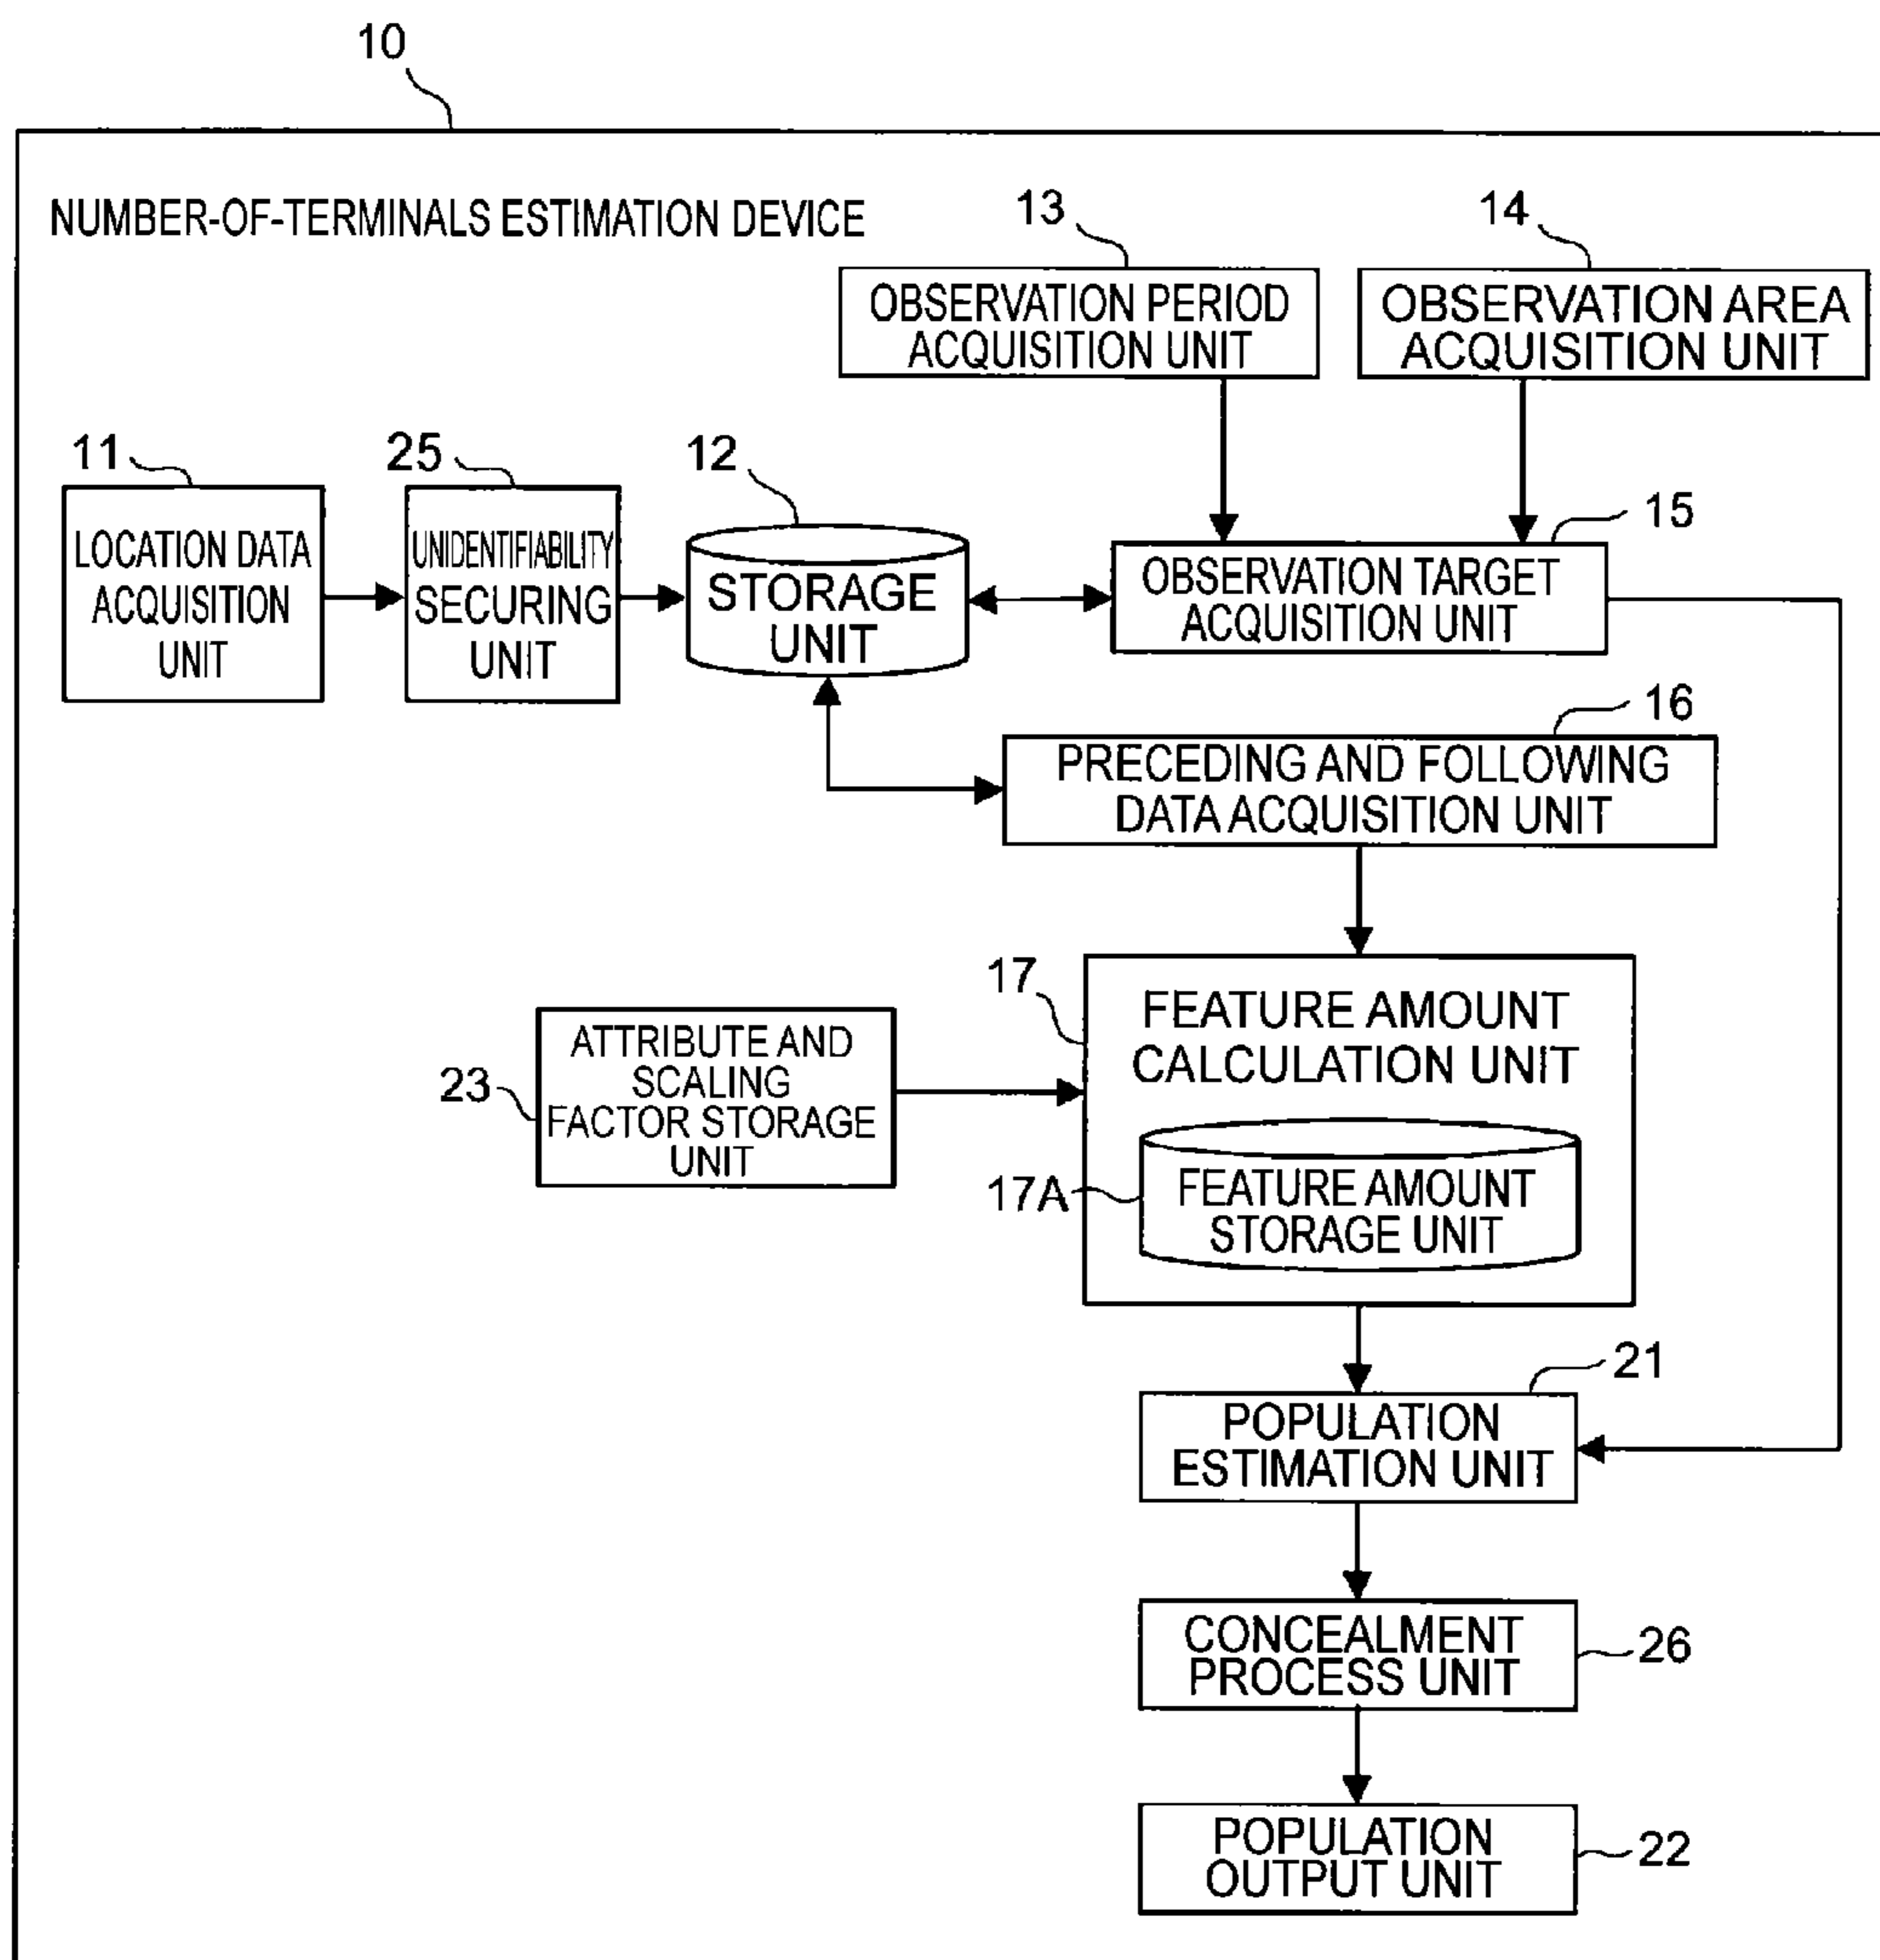 10
NUMBER-OF-TERMINALS ESTIMATION DEVICE
13
14
OBSERVATION PERIOD
ACQUISITION UNIT
OBSERVATION AREA
ACQUISITION UNIT
11
25
12
15
LOCATION DATA
ACQUISITION
UNIT
UNIDENTIFIABILITY
SECURING
UNIT
STORAGE
UNIT
OBSERVATION TARGET
ACQUISITION UNIT
16
PRECEDING AND FOLLOWING
DATA ACQUISITION UNIT
17
FEATURE AMOUNT
CALCULATION UNIT
23
ATTRIBUTE AND
SCALING
FACTOR STORAGE
UNIT
17A
FEATURE AMOUNT
STORAGE UNIT
21
POPULATION
ESTIMATION UNIT
CONCEALMENT
PROCESS UNIT
26
POPULATION
OUTPUT UNIT
22